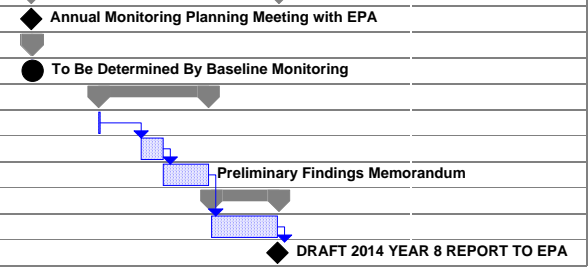 Annual Monitoring Planning Meeting with EPA
To Be Determined By Baseline Monitoring
Preliminary Findings Memorandum
DRAFT 2014 YEAR 8 REPORT TO EPA